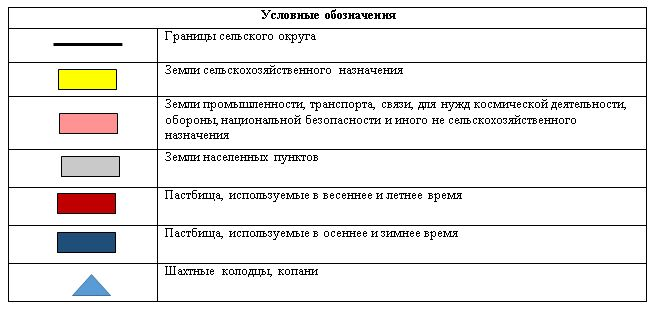 Условные обозначения
Границы сельского округа
Земли сельскохозяйственного назначения
Земли промышленности, транспорта, связи, для нужд космической деятельности,
обороны, национальной безопасности и иного не сельскохозяйственного
назначения
Земли населенных пунктов
Пастбища, используемые в весеннее и летнее время
Пастбища, используемые в осеннее и зимнее время
Шахтные колодцы, копани